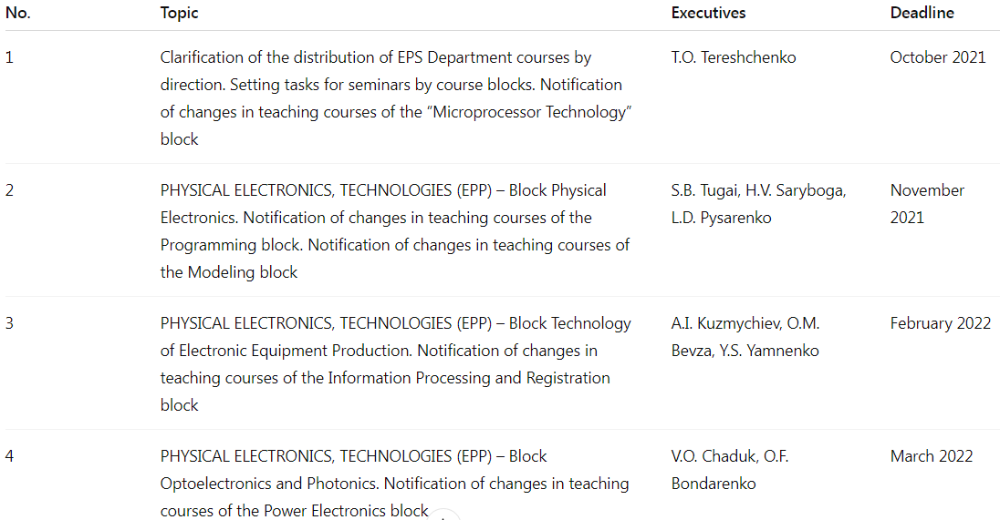 No. Topic Executives Deadline
1 Clarification of the distribution of EPS Department courses by T.O. Tereshchenko October 2021
direction. Setting tasks for seminars by course blocks. Notification
of changes in teaching courses of the “Microprocessor Technology”
block
2 PHYSICAL ELECTRONICS, TECHNOLOGIES (EPP) – Block Physical S.B. Tugai, H.V. Saryboga, November
Electronics. Notification of changes in teaching courses of the L.D. Pysarenko 2021
Programming block. Notification of changes in teaching courses of
the Modeling block
3 PHYSICAL ELECTRONICS, TECHNOLOGIES (EPP) – Block Technology A.I. Kuzmychiev, O.M. February 2022
of Electronic Equipment Production. Notification of changes in Bevza, Y.S. Yamnenko
teaching courses of the Information Processing and Registration
block
4 PHYSICAL ELECTRONICS, TECHNOLOGIES (EPP) – Block V.O. Chaduk, O.F. March 2022
Optoelectronics and Photonics. Notification of changes in teaching Bondarenko
courses of the Power Electronics block